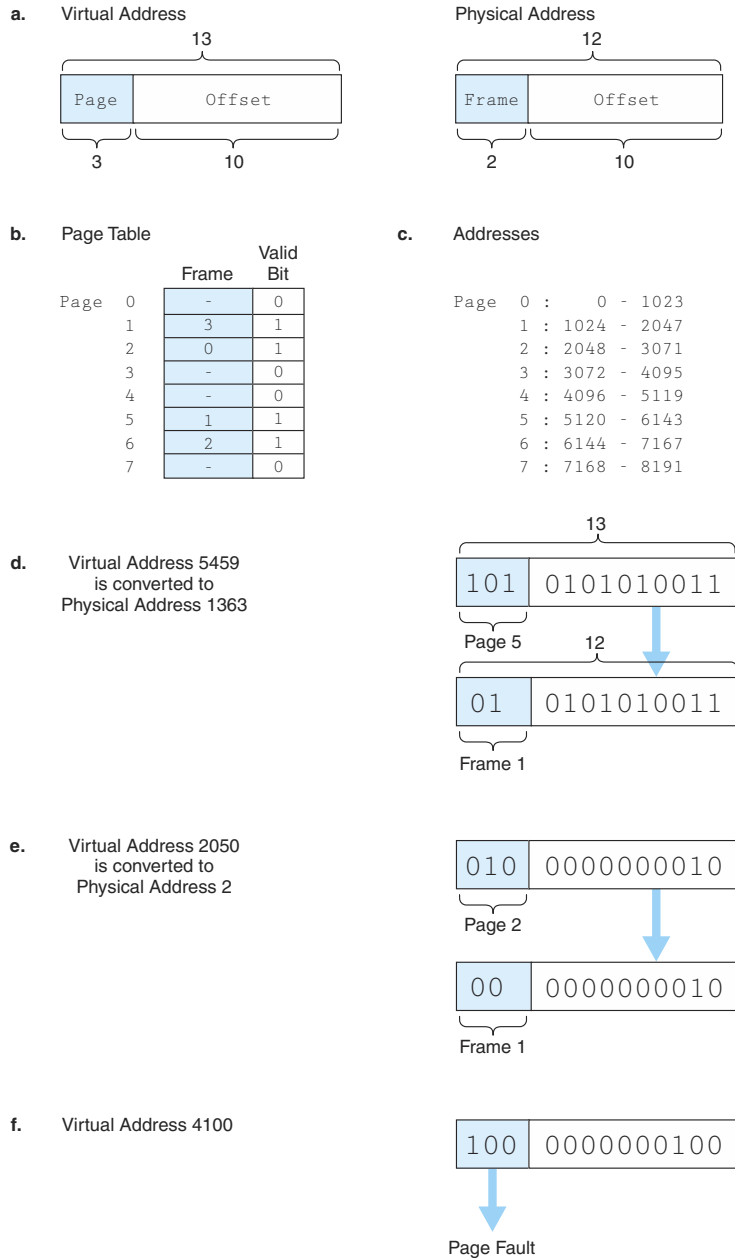 a. Virtual Address
13
Page Offset
3 10
Physical Address
12
Frame Offset
2 10
b. Page Table
Frame Valid Bit
Page 0 - 0
1 3 1
2 0 1
3 - 0
4 - 0
5 1 1
6 2 1
7 - 0
c. Addresses
Page 0 : 0 - 1023
1 : 1024 - 2047
2 : 2048 - 3071
3 : 3072 - 4095
4 : 4096 - 5119
5 : 5120 - 6143
6 : 6144 - 7167
7 : 7168 - 8191
d. Virtual Address 5459
is converted to
Physical Address 1363
13
101 0101010011
Page 5
12
01 0101010011
Frame 1
e. Virtual Address 2050
is converted to
Physical Address 2
010 0000000010
Page 2
00 0000000010
Frame 1
f. Virtual Address 4100
100 0000000100
Page Fault